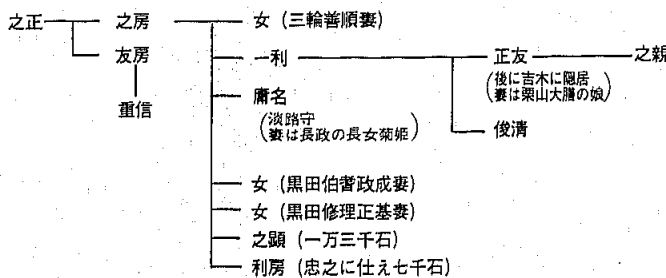 之正
之房
女（三輪善順妻）
友房
一利
正友
之親
（後に吉木に隠居
妻は栗山大膳の娘）
重信
庸名
（淡路守
妻は長政の長女菊姫）
俊清
女（黒田伯耆政成妻）
女（黒田修理正基妻）
之顕（一万三千石）
利房（忠之に仕え七千石）